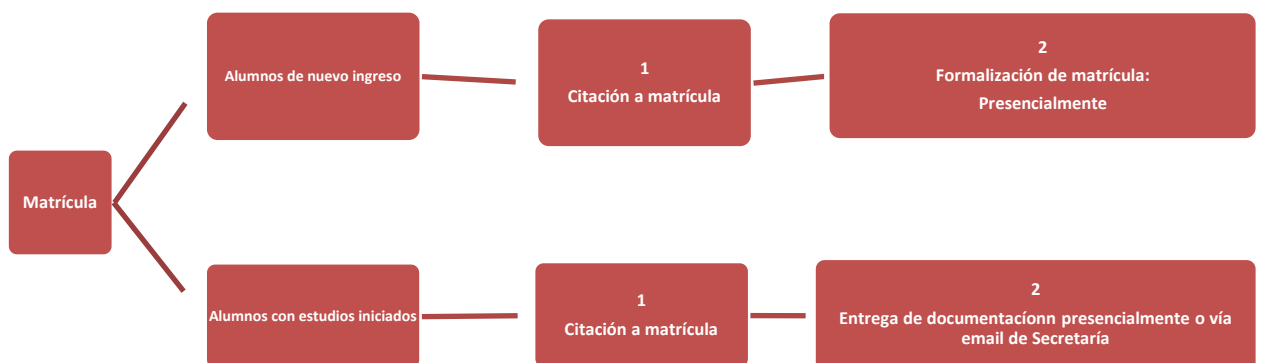 Alumnos de nuevo ingreso
1
Citación a matrícula
2
Formalización de matrícula:
Presencialmente
Matrícula
Alumnos con estudios iniciados
1
Citación a matrícula
2
Entrega de documentacíonn presencialmente o vía
email de Secretaría